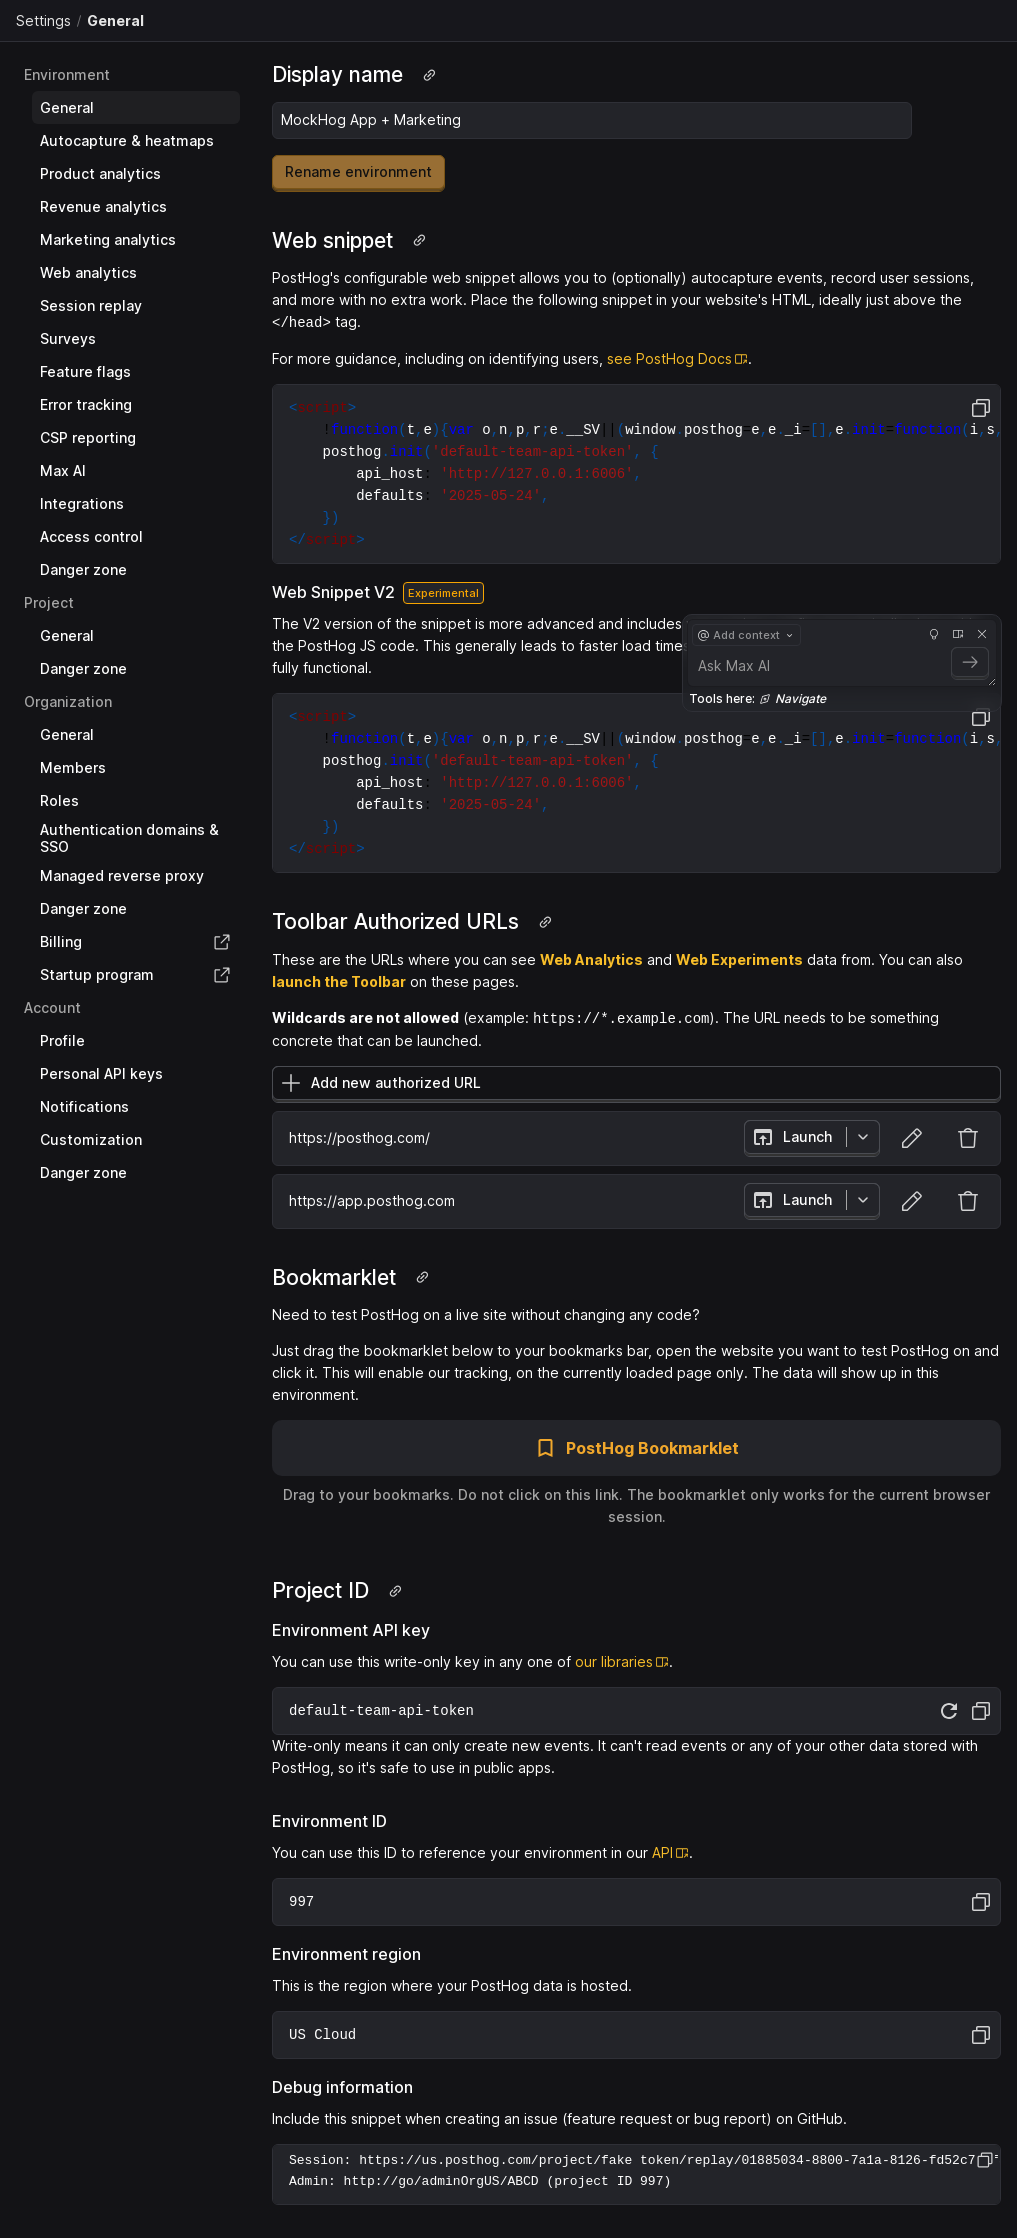 Settings / General
Environment
General
Autocapture & heatmaps
Product analytics
Revenue analytics
Marketing analytics
Web analytics
Session replay
Surveys
Feature flags
Error tracking
CSP reporting
Max AI
Integrations
Access control
Danger zone
Project
General
Danger zone
Organization
General
Members
Roles
Authentication domains &
SSO
Managed reverse proxy
Danger zone
Billing
Startup program
Account
Profile
Personal API keys
Notifications
Customization
Danger zone
Display name
MockHog App + Marketing
Rename environment
Web snippet
PostHog's configurable web snippet allows you to (optionally) autocapture events, record user sessions,
and more with no extra work. Place the following snippet in your website's HTML, ideally just above the
</head> tag.
For more guidance, including on identifying users, see PostHog Docs.
<script>
!function(t,e){var o,n,p,r;e.__SV||(window.posthog=e,e._i=[],e.init=function(i,s,
posthog.init('default-team-api-token', {
api_host: 'http://127.0.0.1:6006',
defaults: '2025-05-24',
})
</script>
Web Snippet V2 Experimental
The V2 version of the snippet is more advanced and includes
the PostHog JS code. This generally leads to faster load time
fully functional.
@ Add context
Ask Max AI
Tools here: Navigate
<script>
!function(t,e){var o,n,p,r;e.__SV||(window.posthog=e,e._i=[],e.init=function(i,s,
posthog.init('default-team-api-token', {
api_host: 'http://127.0.0.1:6006',
defaults: '2025-05-24',
})
</script>
Toolbar Authorized URLs
These are the URLs where you can see Web Analytics and Web Experiments data from. You can also
launch the Toolbar on these pages.
Wildcards are not allowed (example: https://*.example.com). The URL needs to be something
concrete that can be launched.
Add new authorized URL
https://posthog.com/ Launch
https://app.posthog.com Launch
Bookmarklet
Need to test PostHog on a live site without changing any code?
Just drag the bookmarklet below to your bookmarks bar, open the website you want to test PostHog on and
click it. This will enable our tracking, on the currently loaded page only. The data will show up in this
environment.
PostHog Bookmarklet
Drag to your bookmarks. Do not click on this link. The bookmarklet only works for the current browser
session.
Project ID
Environment API key
You can use this write-only key in any one of our libraries.
default-team-api-token
Write-only means it can only create new events. It can't read events or any of your other data stored with
PostHog, so it's safe to use in public apps.
Environment ID
You can use this ID to reference your environment in our API.
997
Environment region
This is the region where your PostHog data is hosted.
US Cloud
Debug information
Include this snippet when creating an issue (feature request or bug report) on GitHub.
Session: https://us.posthog.com/project/fake token/replay/01885034-8800-7a1a-8126-fd52c7
Admin: http://go/adminOrgUS/ABCD (project ID 997)